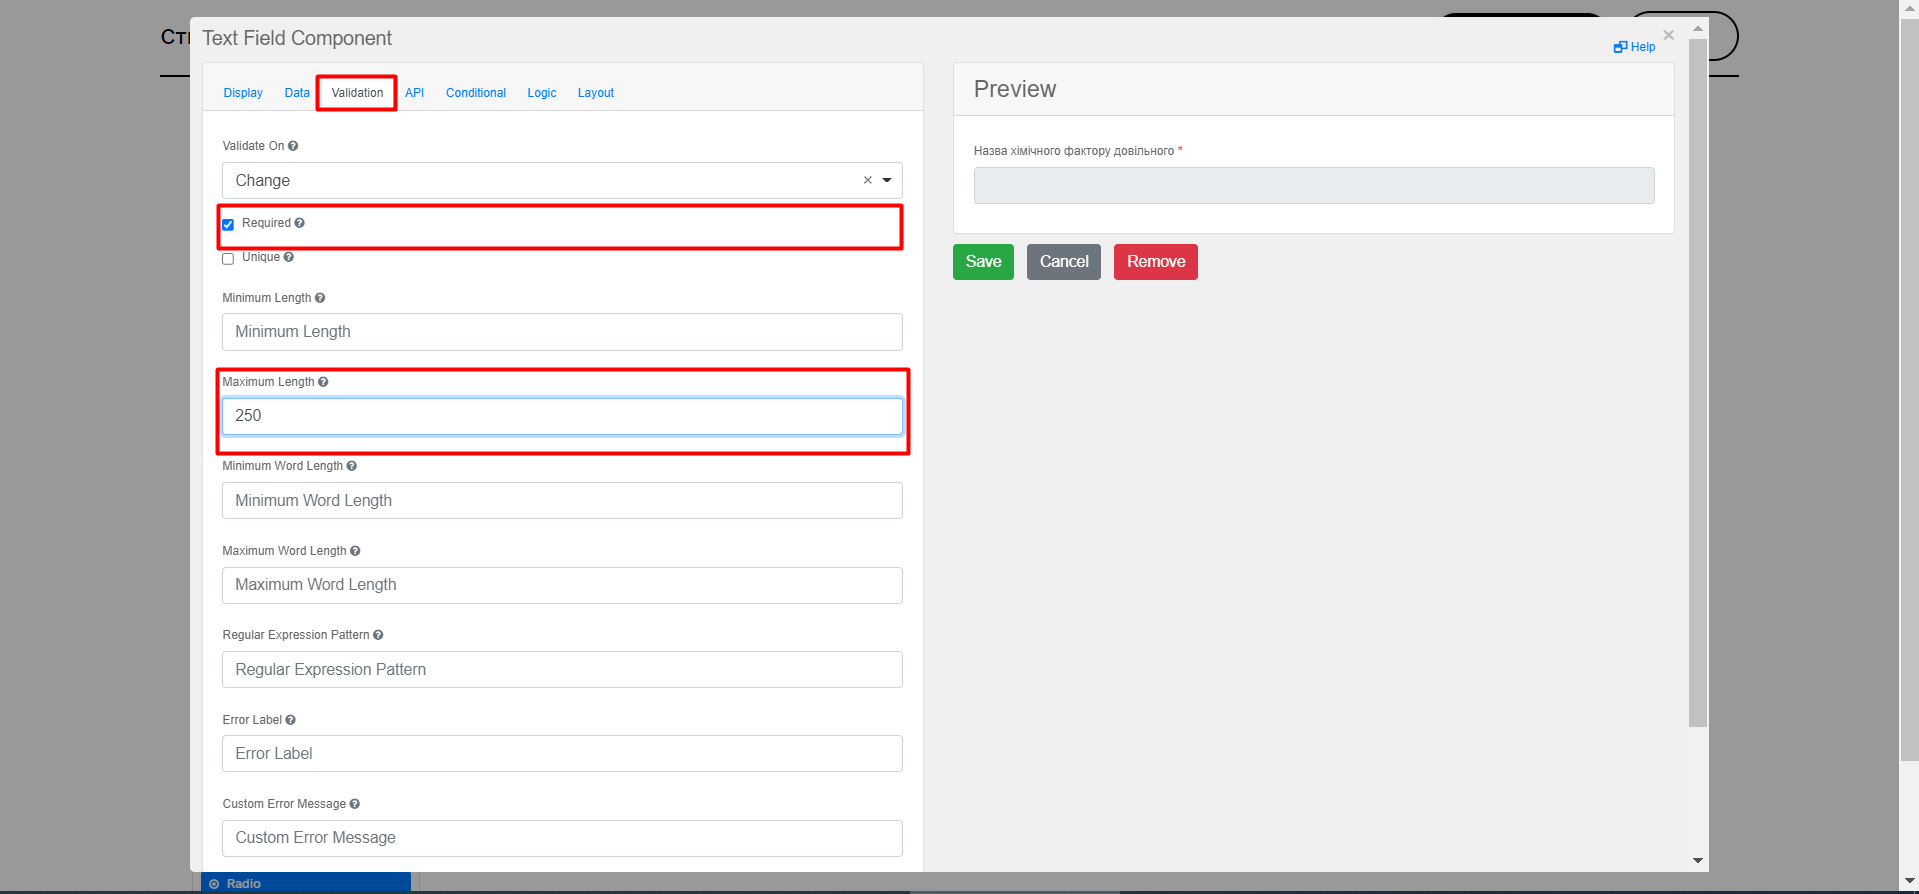 Text Field Component
Help
Display Data Validation API Conditional Logic Layout
Validate On
Change
Required
Unique
Minimum Length
Minimum Length
Maximum Length
250
Minimum Word Length
Minimum Word Length
Maximum Word Length
Maximum Word Length
Regular Expression Pattern
Regular Expression Pattern
Error Label
Error Label
Custom Error Message
Custom Error Message
Preview
Назва хімічного фактору довільного *
Save Cancel Remove
Radio